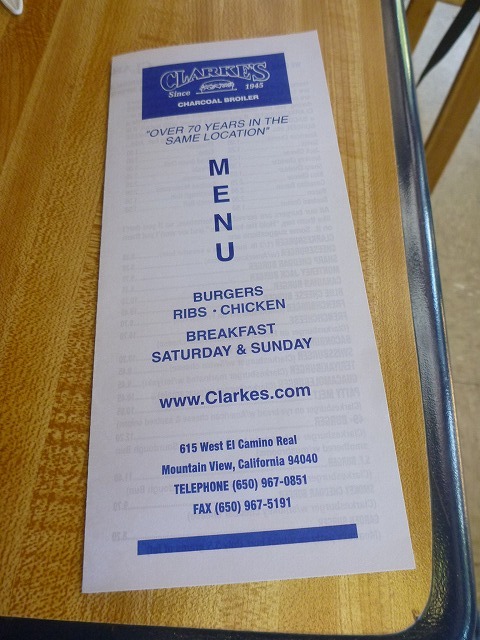 CLARKE'S
Since 1945
CHARCOAL BROILER
"OVER 70 YEARS IN THE
SAME LOCATION"
M
E
N
U
BURGERS
RIBS · CHICKEN
BREAKFAST
SATURDAY & SUNDAY
www.Clarkes.com
615 West El Camino Real
Mountain View, California 94040
TELEPHONE (650) 967-0851
FAX (650) 967-5191